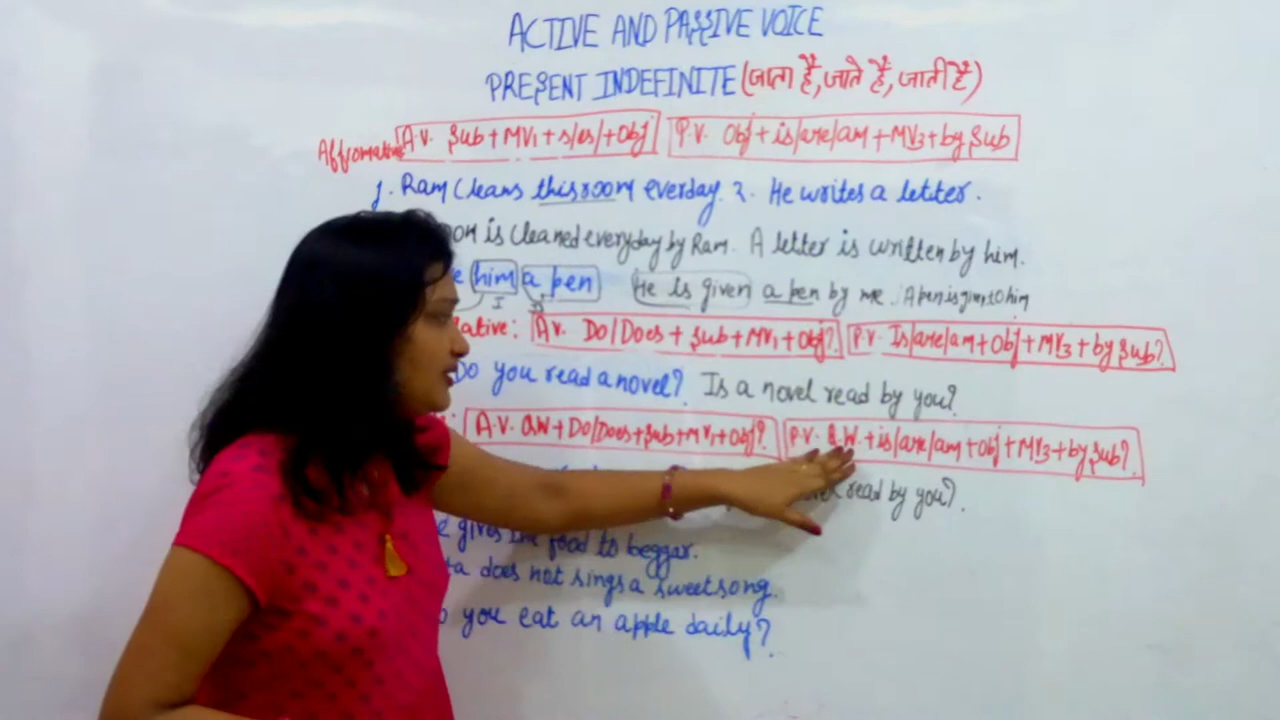 ACTIVE AND PASSIVE VOICE
PRESENT INDEFINITE (जाता है, जाते हैं, जाती है)
A.V. Sub + MV1 + s/es/ + Obj P.V. Obj + is/are/am + MV3 + by Sub
1. Ram Cleans this room everday. 2. He writes a letter.
is cleaned everyday by Ram. A letter is written by him.
him a pen He is given a pen by me. A pen is given to him
I D
ative: A.V. Do/Does + Sub + MV1 + Obj? P.V. Is/are/am + Obj + MV3 + by Sub?
Do you read a novel? Is a novel read by you?
A.V. QW + Do/Does + Sub + MV1 + Obj? P.V. Q.W. + is/are/am + Obj + MV3 + by Sub?
read by you?
gives the food to beggar.
ta does not sings a sweet song.
you eat an apple daily?